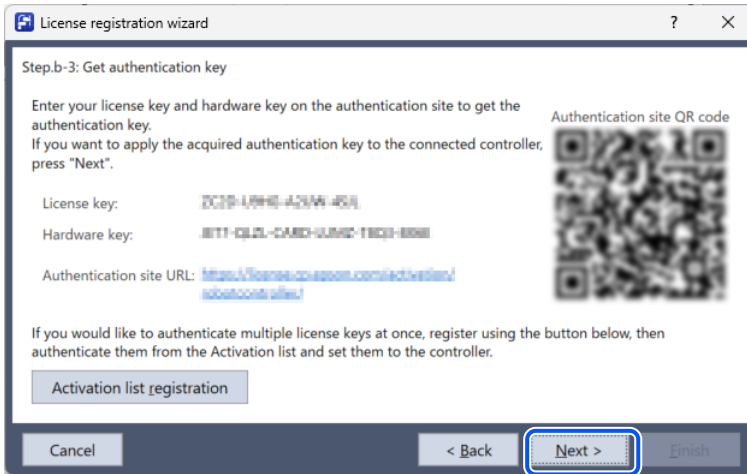 License registration wizard
?
Step.b-3: Get authentication key
Enter your license key and hardware key on the authentication site to get the
authentication key.
If you want to apply the acquired authentication key to the connected controller,
press "Next".
Authentication site QR code
License key:
Hardware key:
Authentication site URL:
If you would like to authenticate multiple license keys at once, register using the button below, then
authenticate them from the Activation list and set them to the controller.
Activation list registration
Cancel
< Back
Next >
Finish